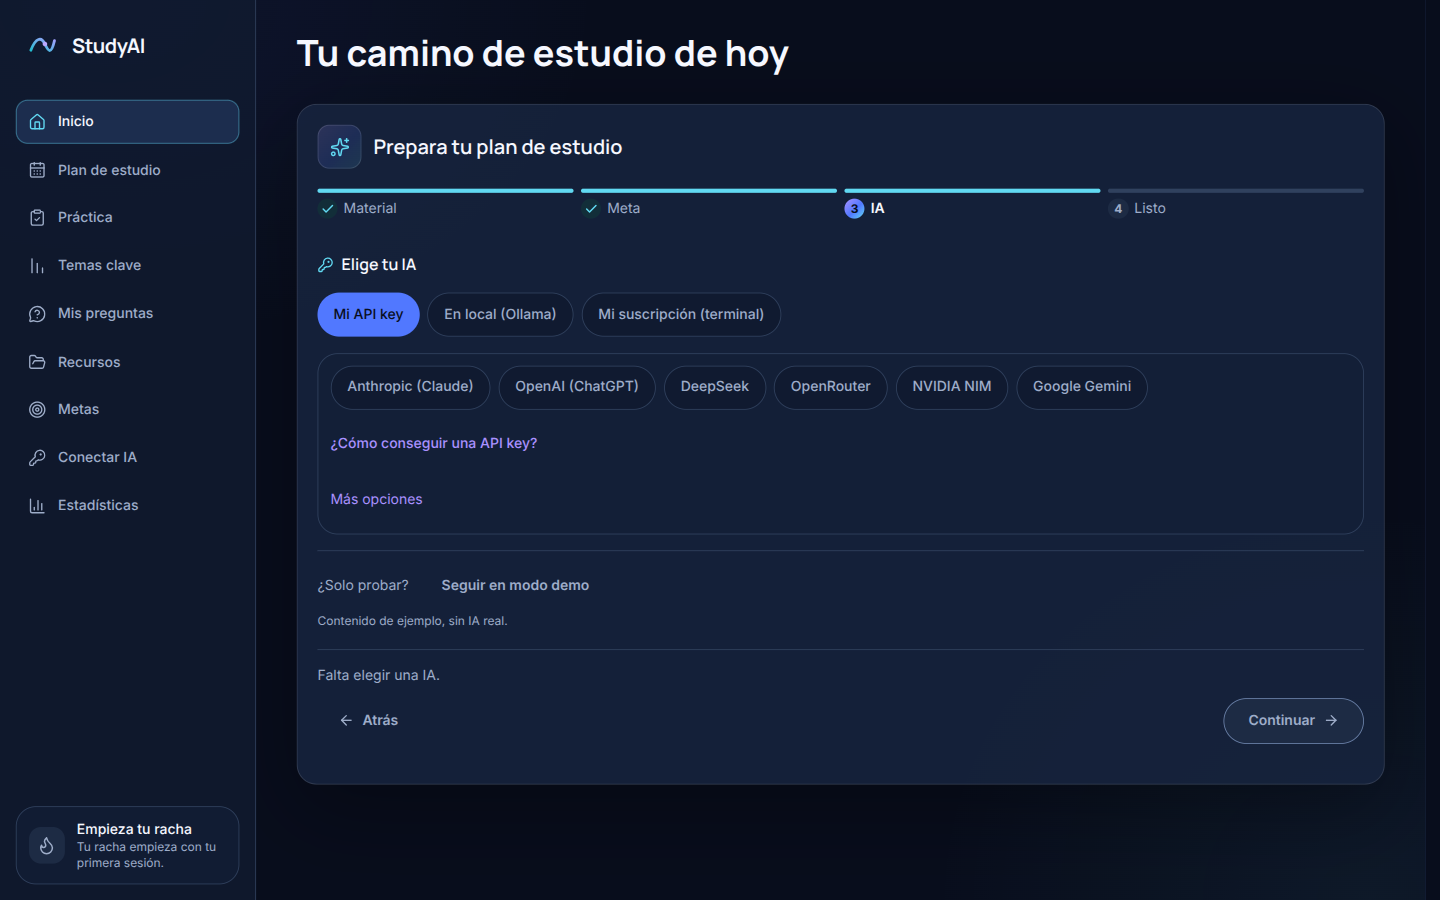 StudyAI
Inicio
Plan de estudio
Práctica
Temas clave
Mis preguntas
Recursos
Metas
Conectar IA
Estadísticas
Empieza tu racha
Tu racha empieza con tu
primera sesión.
Tu camino de estudio de hoy
Prepara tu plan de estudio
Material
Meta
3 IA
4 Listo
Elige tu IA
Mi API key
En local (Ollama)
Mi suscripción (terminal)
Anthropic (Claude)
OpenAI (ChatGPT)
DeepSeek
OpenRouter
NVIDIA NIM
Google Gemini
¿Cómo conseguir una API key?
Más opciones
¿Solo probar?
Seguir en modo demo
Contenido de ejemplo, sin IA real.
Falta elegir una IA.
Atrás
Continuar